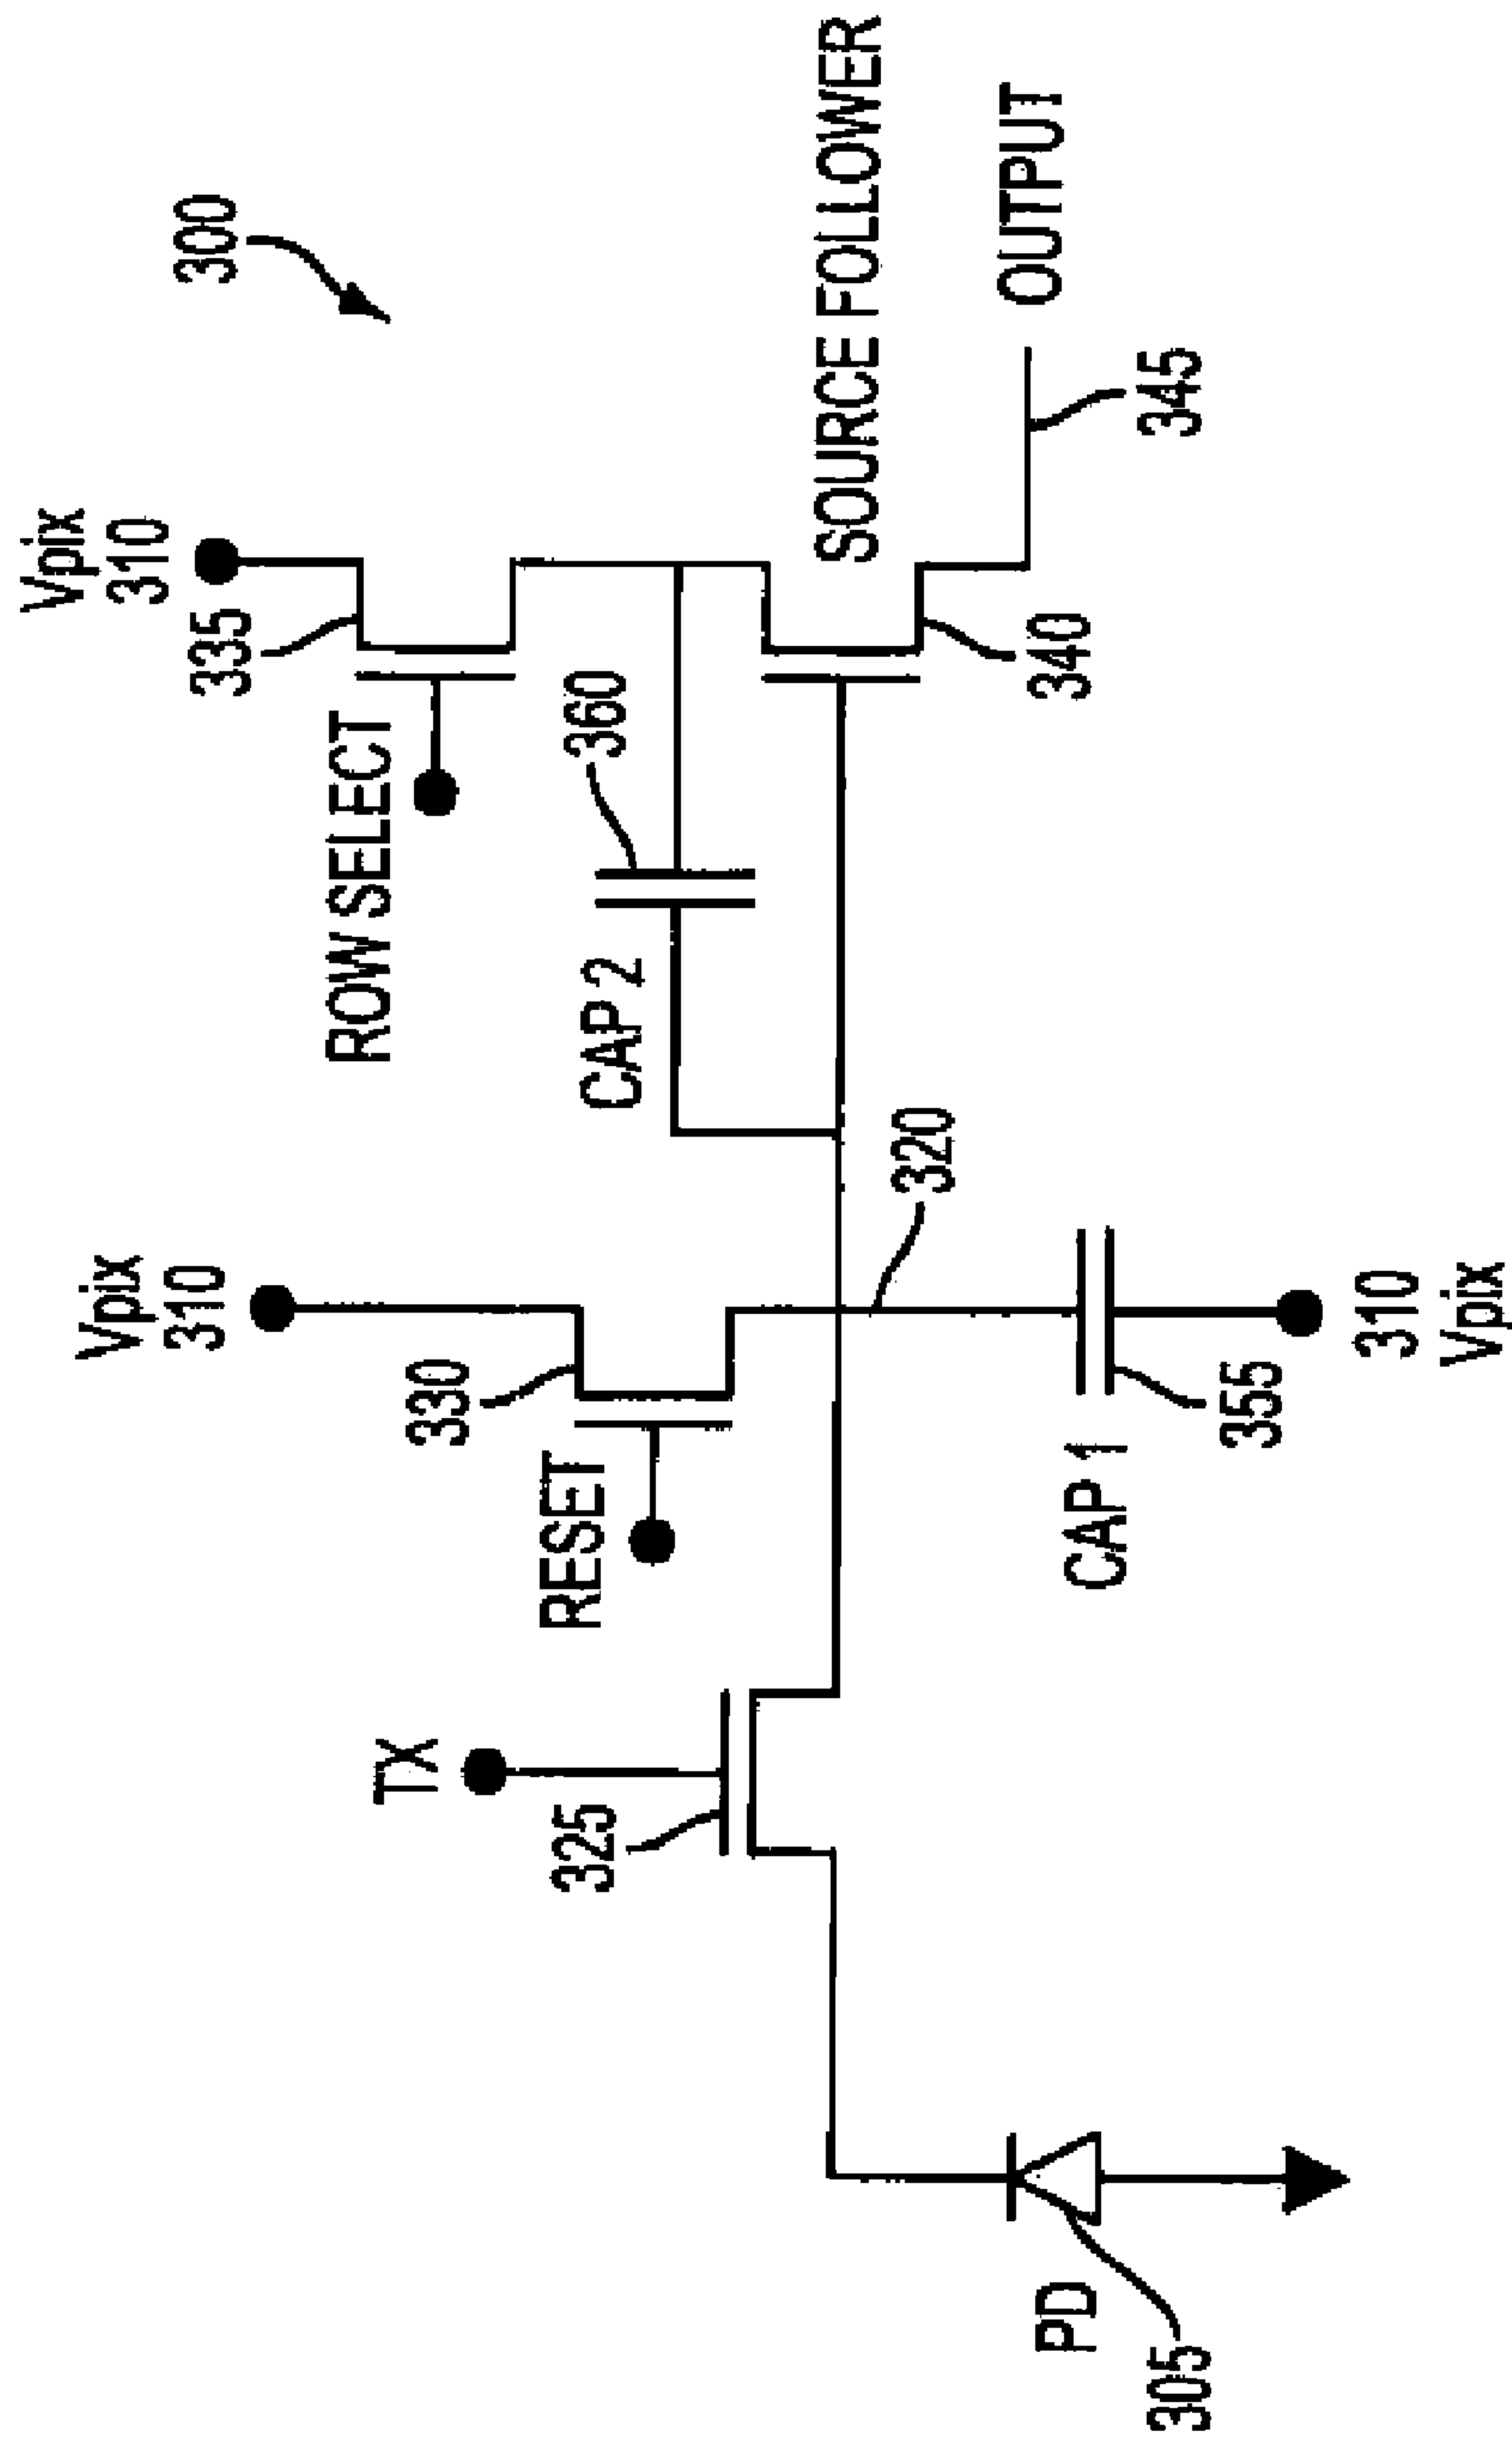 300
Vpix
310
335
ROW SELECT
360
CAP 2
SOURCE FOLLOWER
OUTPUT
345
340
Vpix
310
330
RESET
320
CAP 1
355
310
Vpix
TX
325
PD
305